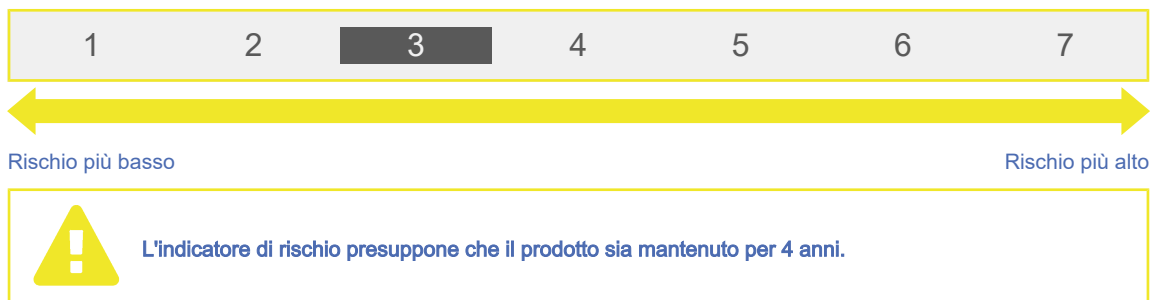 1 2 3 4 5 6 7
Rischio più basso Rischio più alto
L'indicatore di rischio presuppone che il prodotto sia mantenuto per 4 anni.